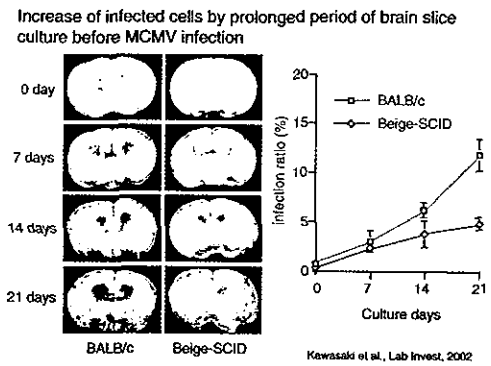 Increase of infected cells by prolonged period of brain slice
culture before MCMV infection
0 day
7 days
14 days
21 days
BALB/c
Beige-SCID
20
15
10
5
0
Infection ratio (%)
BALB/c
Beige-SCID
0
7
14
21
Culture days
Kawasaki et al., Lab Invest, 2002